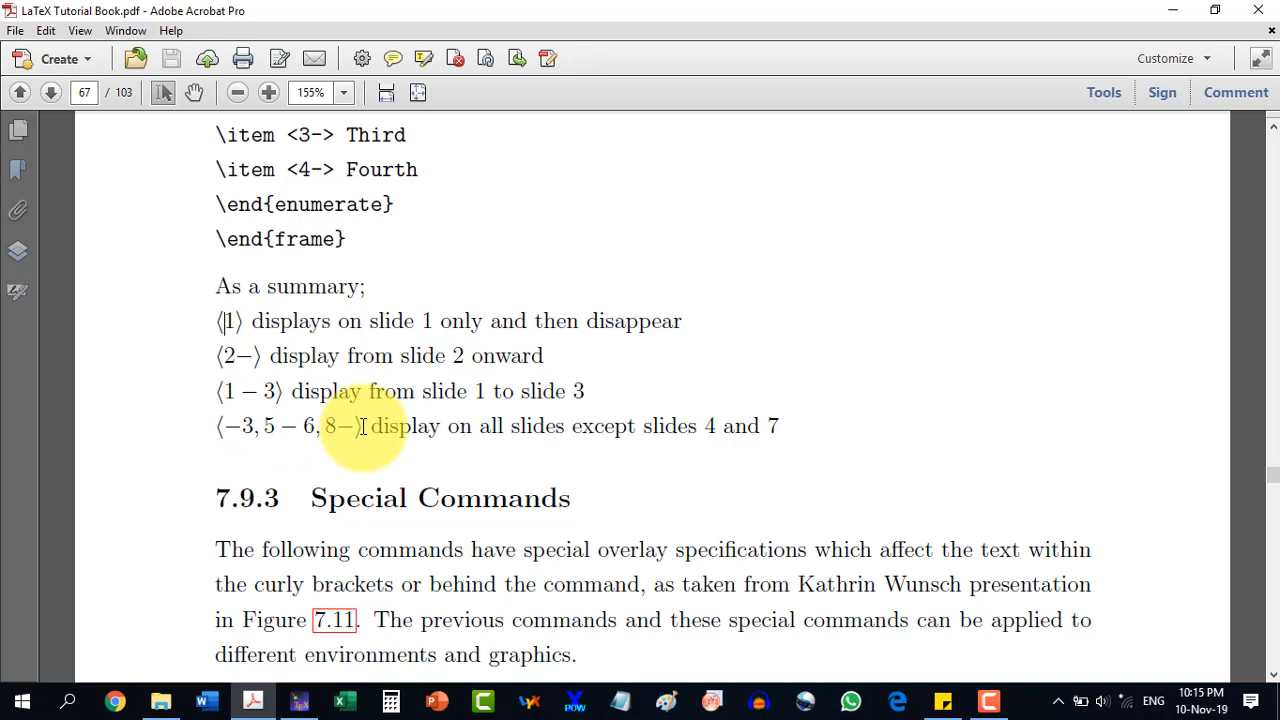 LaTeX Tutorial Book.pdf - Adobe Acrobat Pro
File Edit View Window Help
Create
Customize
67 / 103
155%
Tools Sign Comment
\item <3-> Third
\item <4-> Fourth
\end{enumerate}
\end{frame}
As a summary;
⟨1⟩ displays on slide 1 only and then disappear
⟨2−⟩ display from slide 2 onward
⟨1 − 3⟩ display from slide 1 to slide 3
⟨−3, 5 − 6, 8−⟩ display on all slides except slides 4 and 7
7.9.3 Special Commands
The following commands have special overlay specifications which affect the text within
the curly brackets or behind the command, as taken from Kathrin Wunsch presentation
in Figure 7.11. The previous commands and these special commands can be applied to
different environments and graphics.
ENG
10:15 PM
10-Nov-19